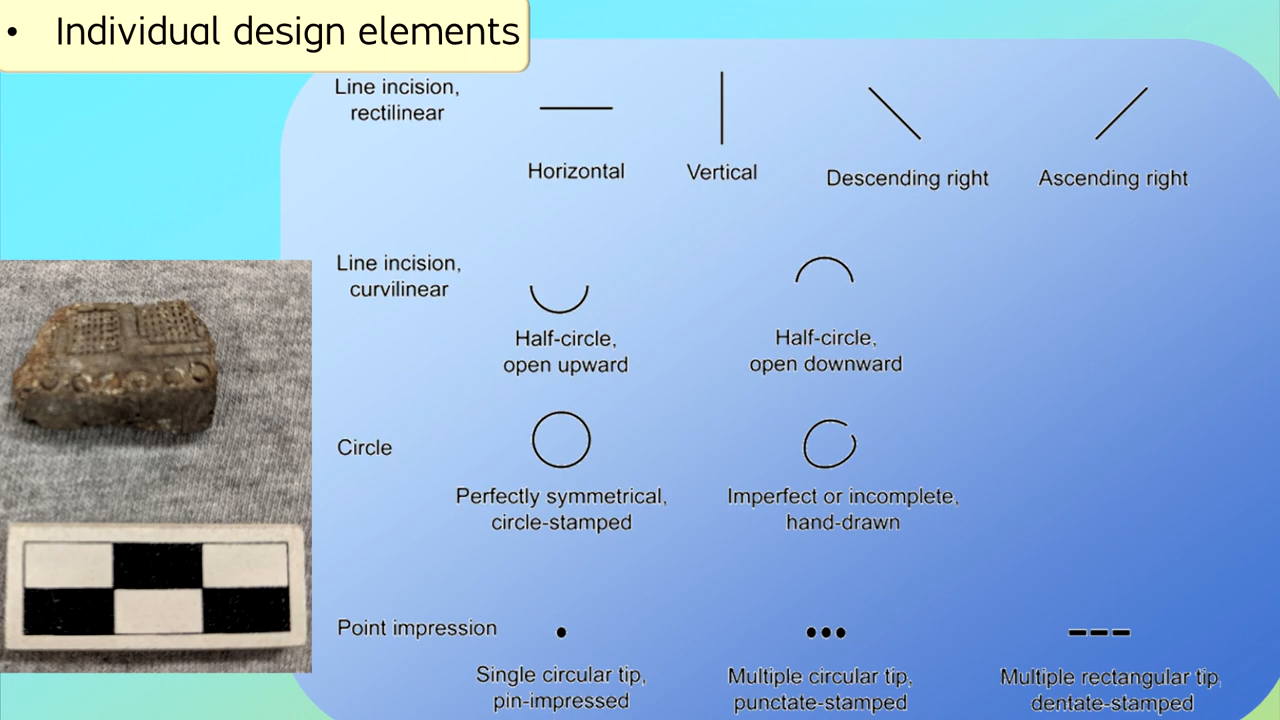 • Individual design elements
Line incision,
rectilinear
Horizontal
Vertical
Descending right
Ascending right
Line incision,
curvilinear
Half-circle,
open upward
Half-circle,
open downward
Circle
Perfectly symmetrical,
circle-stamped
Imperfect or incomplete,
hand-drawn
Point impression
Single circular tip,
pin-impressed
Multiple circular tip,
punctate-stamped
Multiple rectangular tip,
dentate-stamped